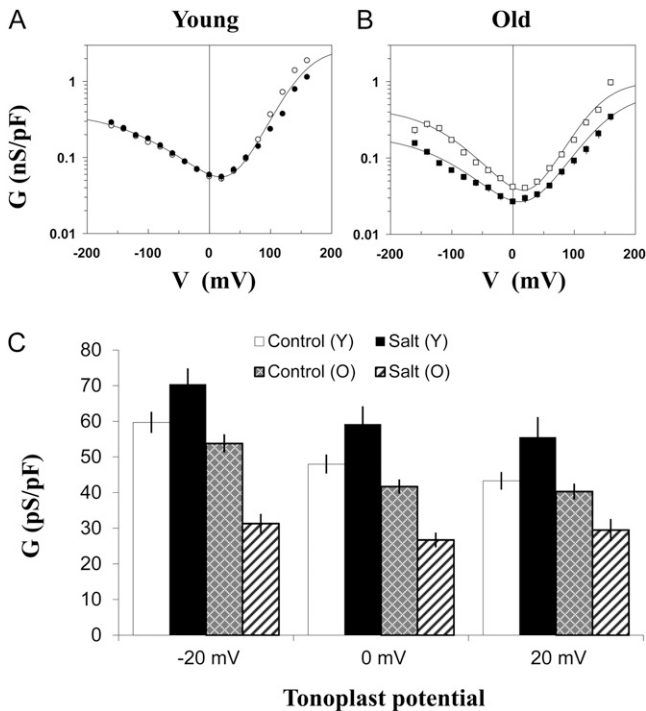 A Young B Old
1 1
0.1 0.1
0.01 0.01
-200 -100 0 100 200 -200 -100 0 100 200
G (nS/pF)
V (mV) V (mV)
C
Control (Y) Salt (Y)
Control (O) Salt (O)
80
70
60
50
40
30
20
10
0
G (pS/pF)
-20 mV 0 mV 20 mV
Tonoplast potential